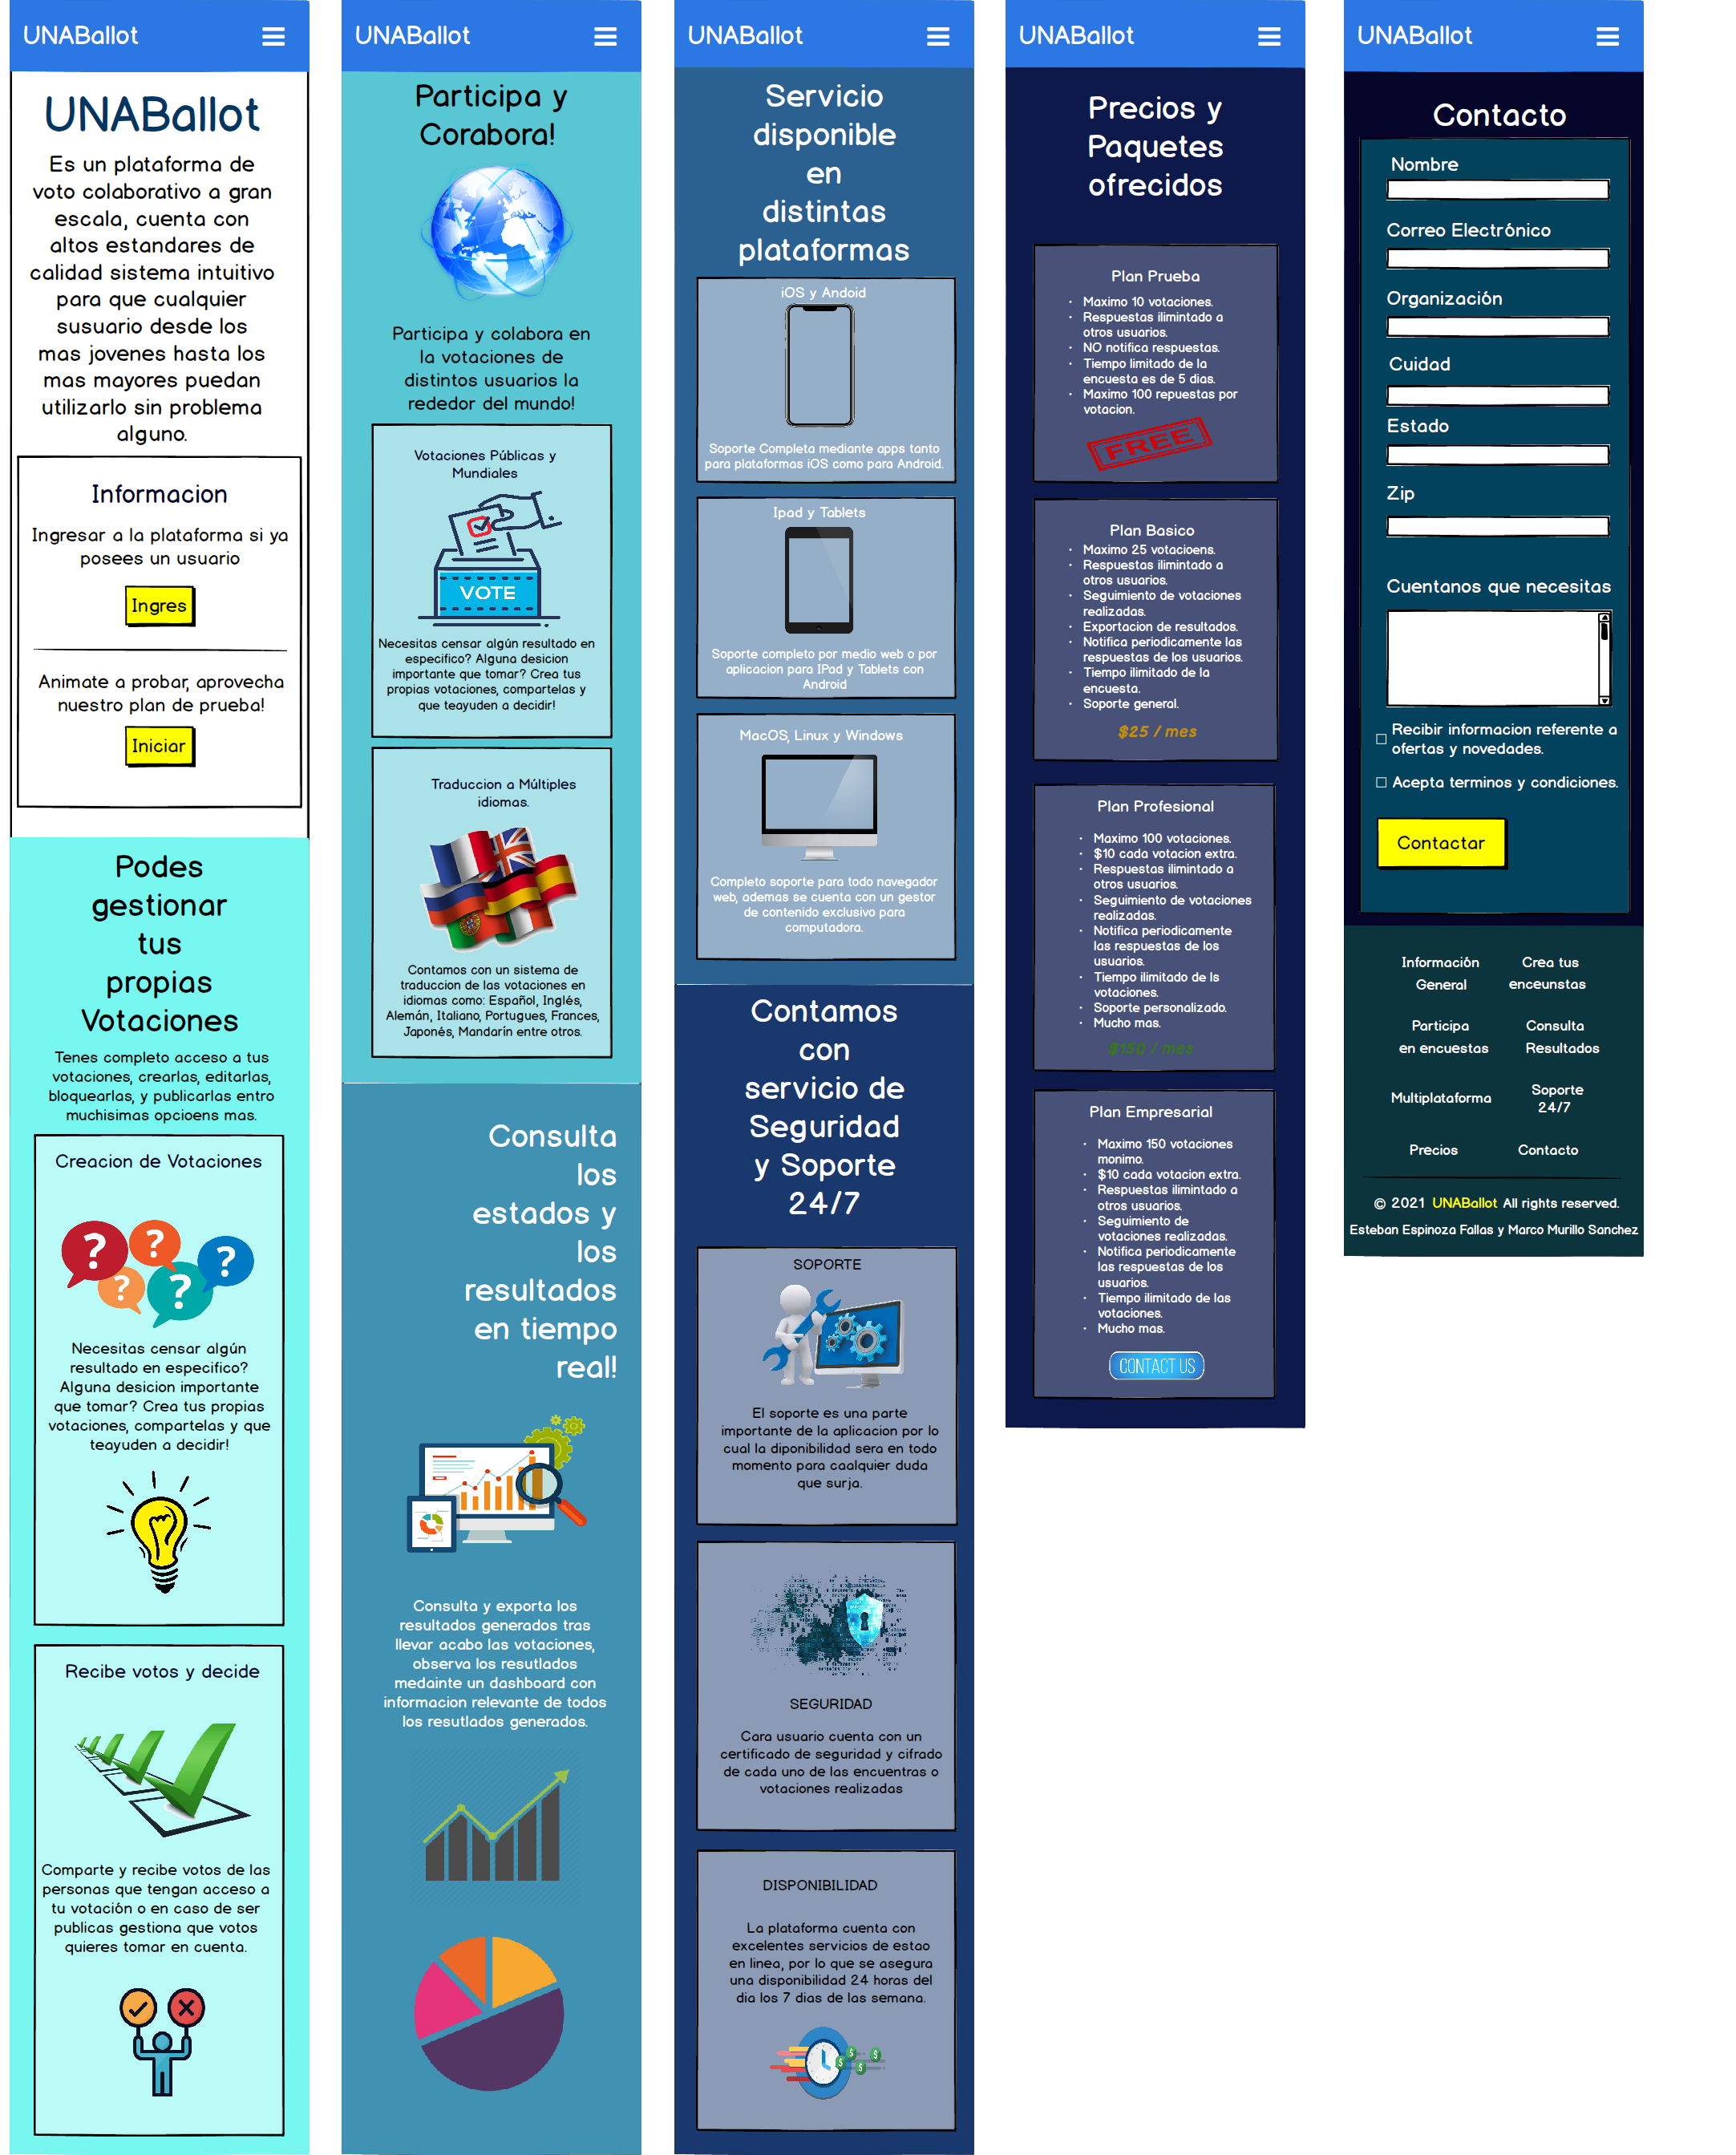 UNABallot
UNABallot
Es un plataforma de
voto colaborativo a gran
escala, cuenta con
altos estandares de
calidad sistema intuitivo
para que cualquier
susuario desde los
mas jovenes hasta los
mas mayores puedan
utilizarlo sin problema
alguno.
Informacion
Ingresar a la plataforma si ya
posees un usuario
Ingres
Animate a probar, aprovecha
nuestro plan de prueba!
Iniciar
Podes
gestionar
tus
propias
Votaciones
Tenes completo acceso a tus
votaciones, crearlas, editarlas,
bloquearlas, y publicarlas entro
muchisimas opcioens mas.
Creacion de Votaciones
? ? ? ? ?
Necesitas censar algún
resultado en especifico?
Alguna desicion importante
que tomar? Crea tus propias
votaciones, compartelas y que
teayuden a decidir!
Recibe votos y decide
Comparte y recibe votos de las
personas que tengan acceso a
tu votación o en caso de ser
publicas gestiona que votos
quieres tomar en cuenta.
UNABallot
Participa y
Corabora!
Participa y colabora en
la votaciones de
distintos usuarios la
rededor del mundo!
Votaciones Públicas y
Mundiales
VOTE
Necesitas censar algún resultado en
especifico? Alguna desicion
importante que tomar? Crea tus
propias votaciones, compartelas y
que teayuden a decidir!
Traduccion a Múltiples
idiomas.
Contamos con un sistema de
traduccion de las votaciones en
idiomas como: Español, Inglés,
Alemán, Italiano, Portugues, Frances,
Japonés, Mandarín entre otros.
Consulta
los
estados y
los
resultados
en tiempo
real!
Consulta y exporta los
resultados generados tras
llevar acabo las votaciones,
observa los resutlados
medainte un dashboard con
informacion relevante de todos
los resutlados generados.
UNABallot
Servicio
disponible
en
distintas
plataformas
iOS y Andoid
Soporte Completa mediante apps tanto
para plataformas iOS como para Android.
Ipad y Tablets
Soporte completo por medio web o por
aplicacion para IPad y Tablets con
Android
MacOS, Linux y Windows
Completo soporte para todo navegador
web, ademas se cuenta con un gestor
de contenido exclusivo para
computadora.
Contamos
con
servicio de
Seguridad
y Soporte
24/7
SOPORTE
El soporte es una parte
importante de la aplicacion por lo
cual la diponibilidad sera en todo
momento para caalquier duda
que surja.
SEGURIDAD
Cara usuario cuenta con un
certificado de seguridad y cifrado
de cada uno de las encuentras o
votaciones realizadas
DISPONIBILIDAD
La plataforma cuenta con
excelentes servicios de estao
en linea, por lo que se asegura
una disponibilidad 24 horas del
dia los 7 dias de las semana.
$ $ $ $
UNABallot
Precios y
Paquetes
ofrecidos
Plan Prueba
• Maximo 10 votaciones.
• Respuestas ilimintado a
otros usuarios.
• NO notifica respuestas.
• Tiempo limitado de la
encuesta es de 5 dias.
• Maximo 100 repuestas por
votacion.
FREE
Plan Basico
• Maximo 25 votacioens.
• Respuestas ilimintado a
otros usuarios.
• Seguimiento de votaciones
realizadas.
• Exportacion de resultados.
• Notifica periodicamente las
respuestas de los usuarios.
• Tiempo ilimitado de la
encuesta.
• Soporte general.
$25 / mes
Plan Profesional
• Maximo 100 votaciones.
• $10 cada votacion extra.
• Respuestas ilimintado a
otros usuarios.
• Seguimiento de votaciones
realizadas.
• Notifica periodicamente
las respuestas de los
usuarios.
• Tiempo ilimitado de ls
votaciones.
• Soporte personalizado.
• Mucho mas.
$150 / mes
Plan Empresarial
• Maximo 150 votaciones
monimo.
• $10 cada votacion extra.
• Respuestas ilimintado a
otros usuarios.
• Seguimiento de
votaciones realizadas.
• Notifica periodicamente
las respuestas de los
usuarios.
• Tiempo ilimitado de las
votaciones.
• Mucho mas.
CONTACT US
UNABallot
Contacto
Nombre
Correo Electrónico
Organización
Cuidad
Estado
Zip
Cuentanos que necesitas
Recibir informacion referente a
ofertas y novedades.
Acepta terminos y condiciones.
Contactar
Información
General
Crea tus
enceunstas
Participa
en encuestas
Consulta
Resultados
Multiplataforma
Soporte
24/7
Precios
Contacto
© 2021 UNABallot All rights reserved.
Esteban Espinoza Fallas y Marco Murillo Sanchez